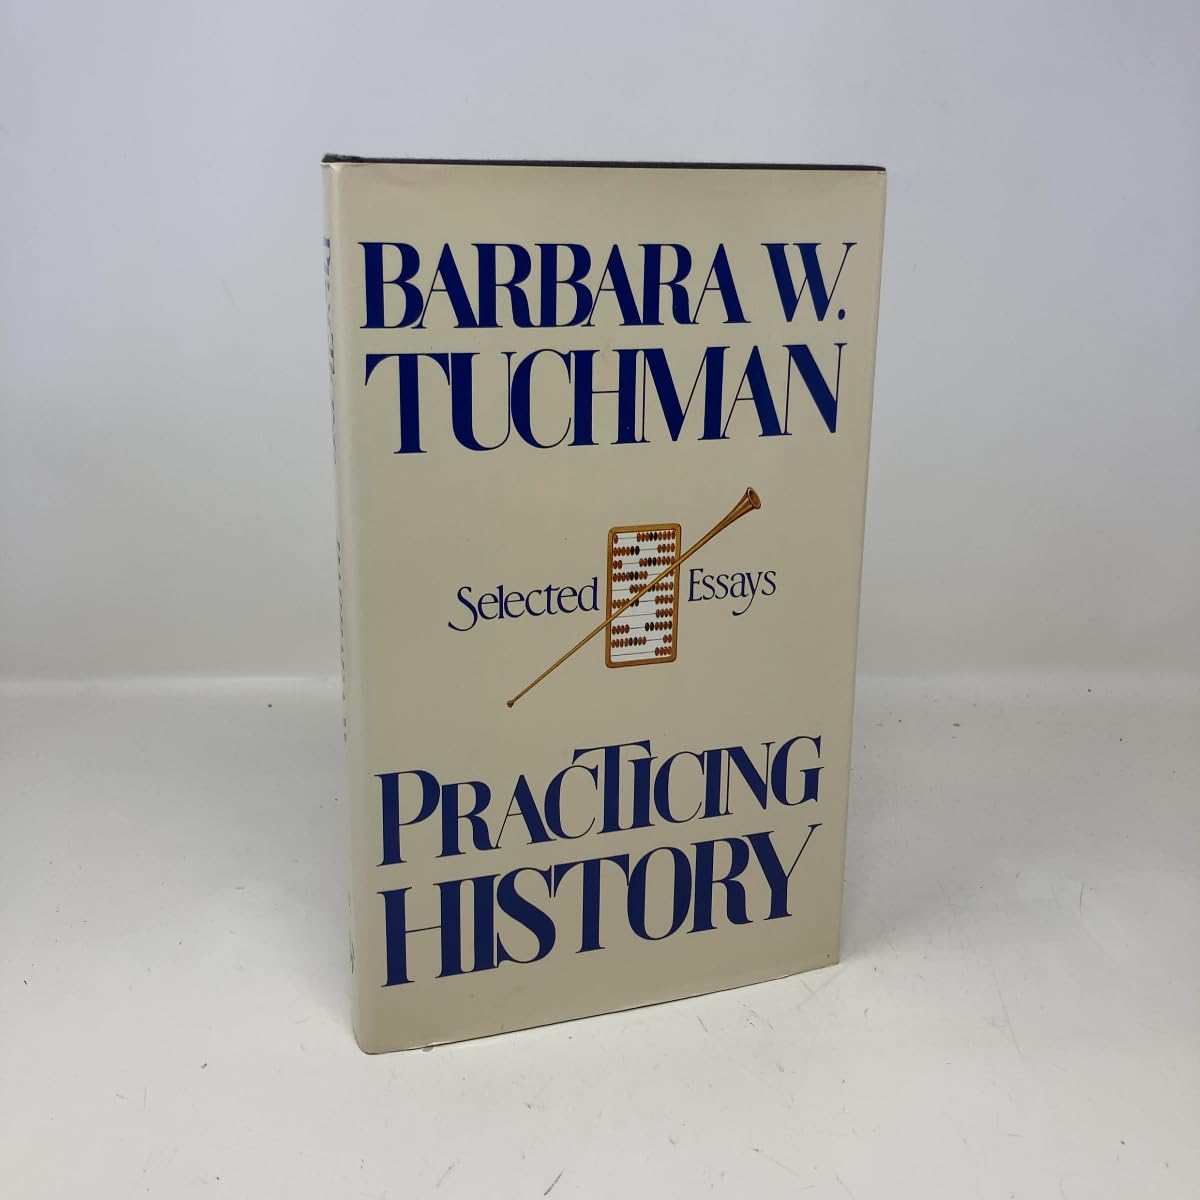 BARBARA W.
TUCHMAN
Selected Essays
PRACTICING
HISTORY